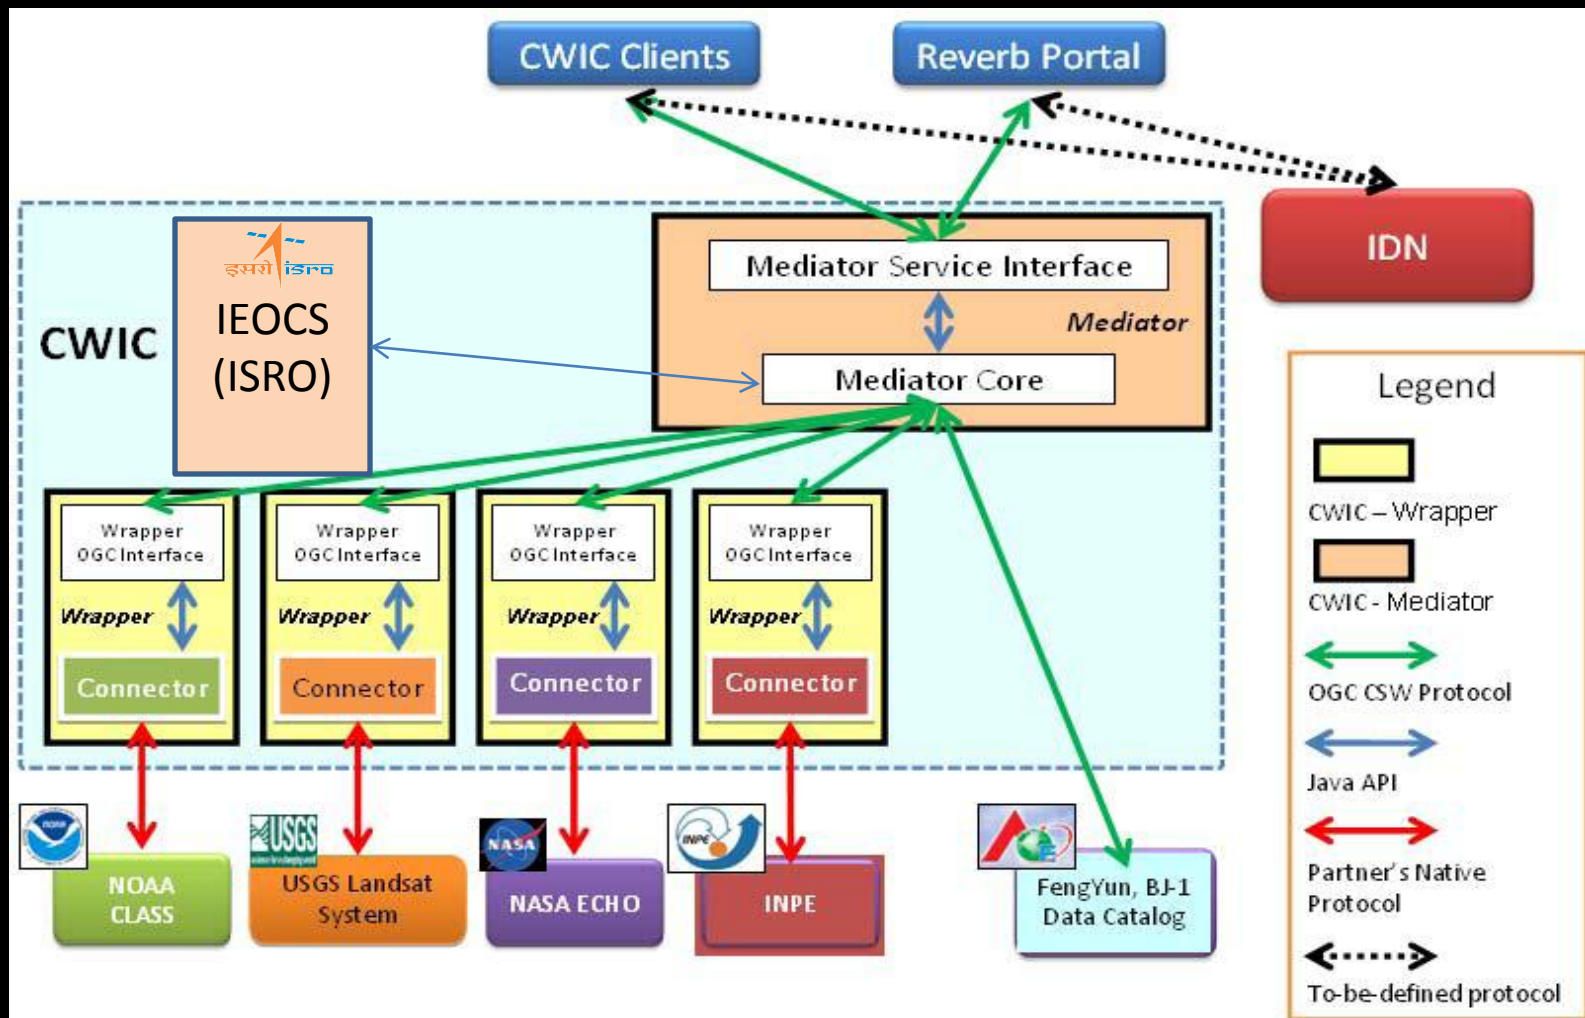 CWIC Clients
Reverb Portal
IDN
CWIC
इसरो isro
IEOCS
(ISRO)
Mediator Service Interface
Mediator
Mediator Core
Wrapper
OGC Interface
Wrapper
Connector
Wrapper
OGC Interface
Wrapper
Connector
Wrapper
OGC Interface
Wrapper
Connector
Wrapper
OGC Interface
Wrapper
Connector
NOAA
NOAA
CLASS
USGS
USGS Landsat
System
NASA
NASA ECHO
INPE
INPE
E
FengYun, BJ-1
Data Catalog
Legend
CWIC – Wrapper
CWIC - Mediator
OGC CSW Protocol
Java API
Partner's Native
Protocol
To-be-defined protocol